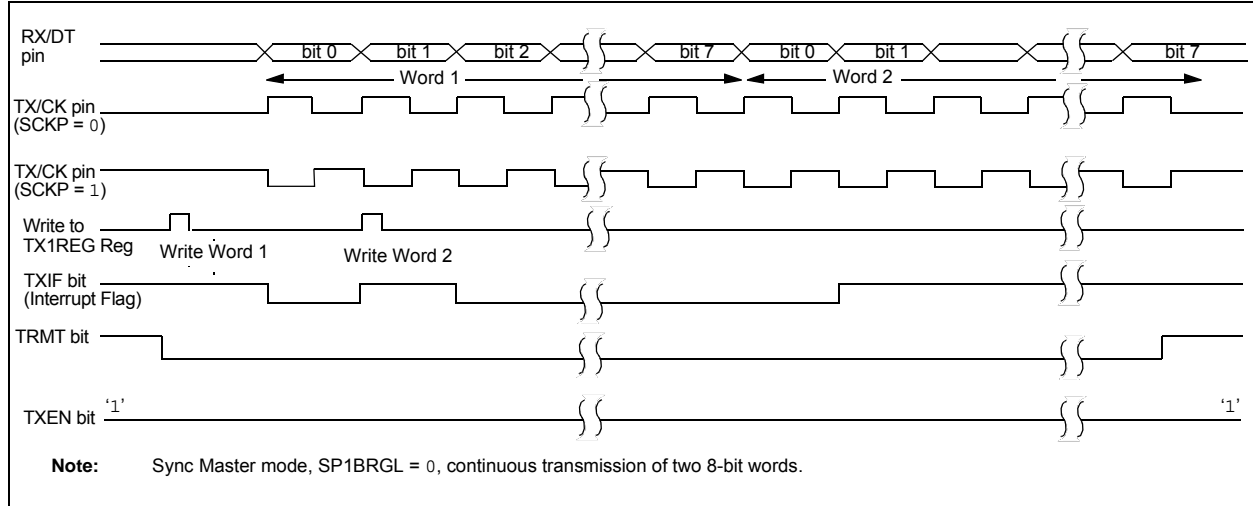 RX/DT
pin
bit 0 bit 1 bit 2 bit 7 bit 0 bit 1 bit 7
Word 1 Word 2
TX/CK pin
(SCKP = 0)
TX/CK pin
(SCKP = 1)
Write to
TX1REG Reg
Write Word 1 Write Word 2
TXIF bit
(Interrupt Flag)
TRMT bit
TXEN bit
‘1’ ‘1’
Note: Sync Master mode, SP1BRGL = 0, continuous transmission of two 8-bit words.